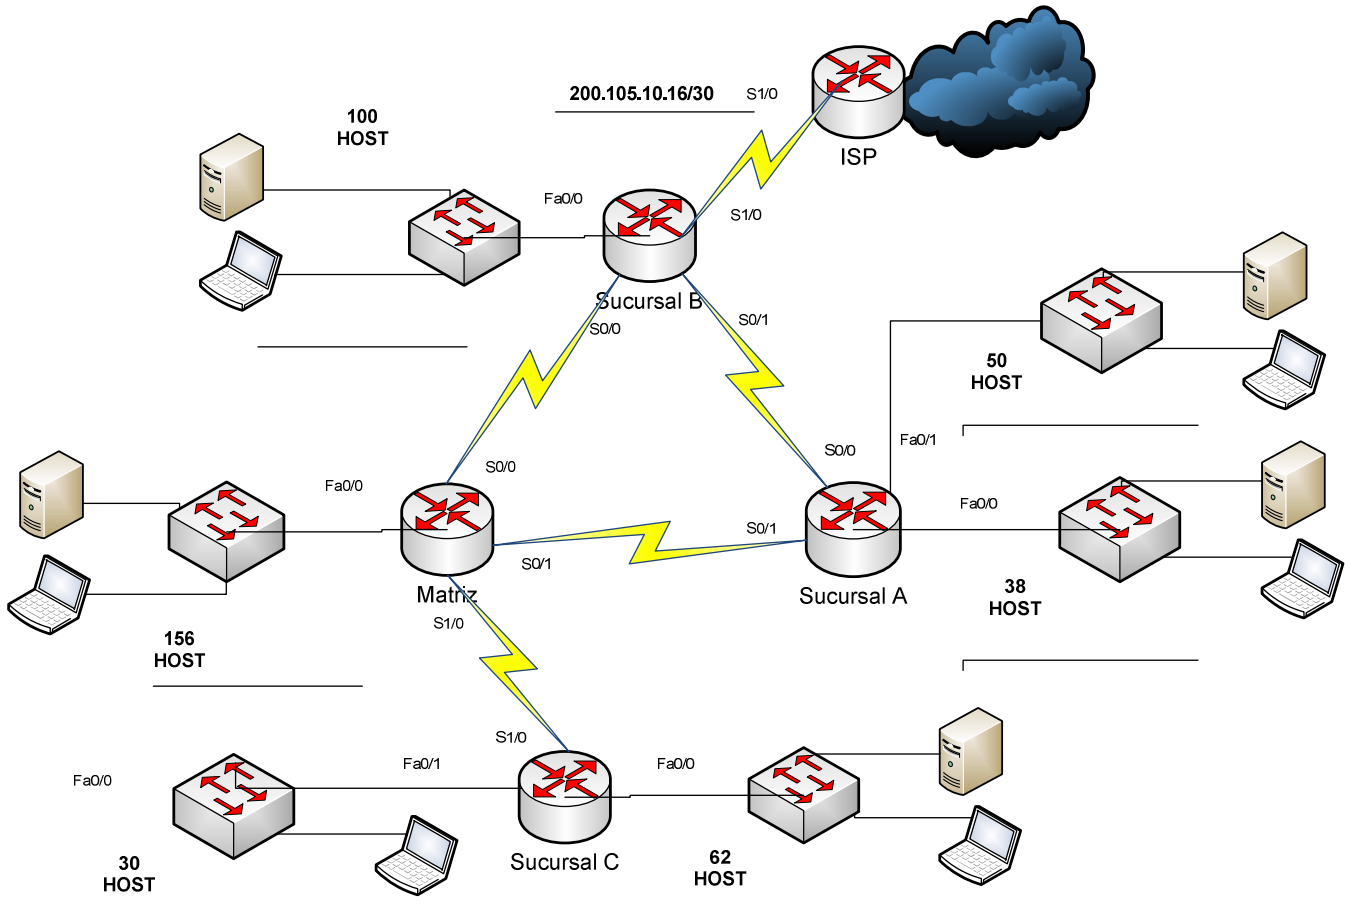 200.105.10.16/30
S1/0
ISP
100
HOST
Fa0/0
S1/0
Sucursal B
S0/0
S0/1
50
HOST
Fa0/1
S0/0
S0/0
Fa0/0
Matriz
S0/1
S0/1
Fa0/0
Sucursal A
38
HOST
S1/0
156
HOST
S1/0
Fa0/0
Fa0/1
Fa0/0
Sucursal C
30
HOST
62
HOST